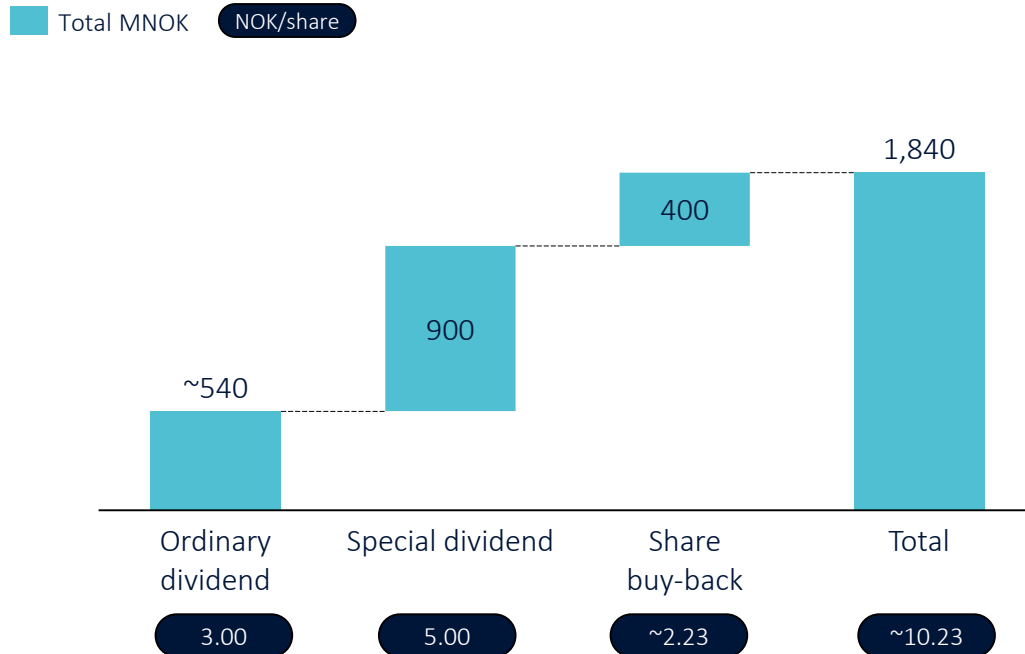 Total MNOK NOK/share
1,840
400
900
~540
Ordinary dividend
Special dividend
Share buy-back
Total
3.00 5.00 ~2.23 ~10.23